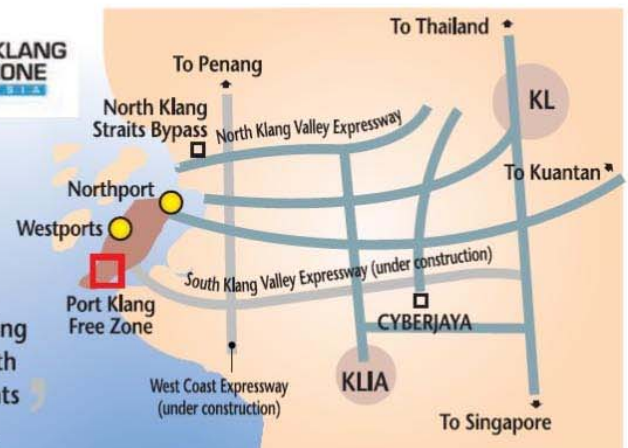 KLANG
ONE
SIA
To Thailand
To Penang
KL
North Klang
Straits Bypass
North Klang Valley Expressway
To Kuantan
Northport
Westports
South Klang Valley Expressway (under construction)
Port Klang
Free Zone
CYBERJAYA
ng
th
ts ’
West Coast Expressway
(under construction)
KLIA
To Singapore